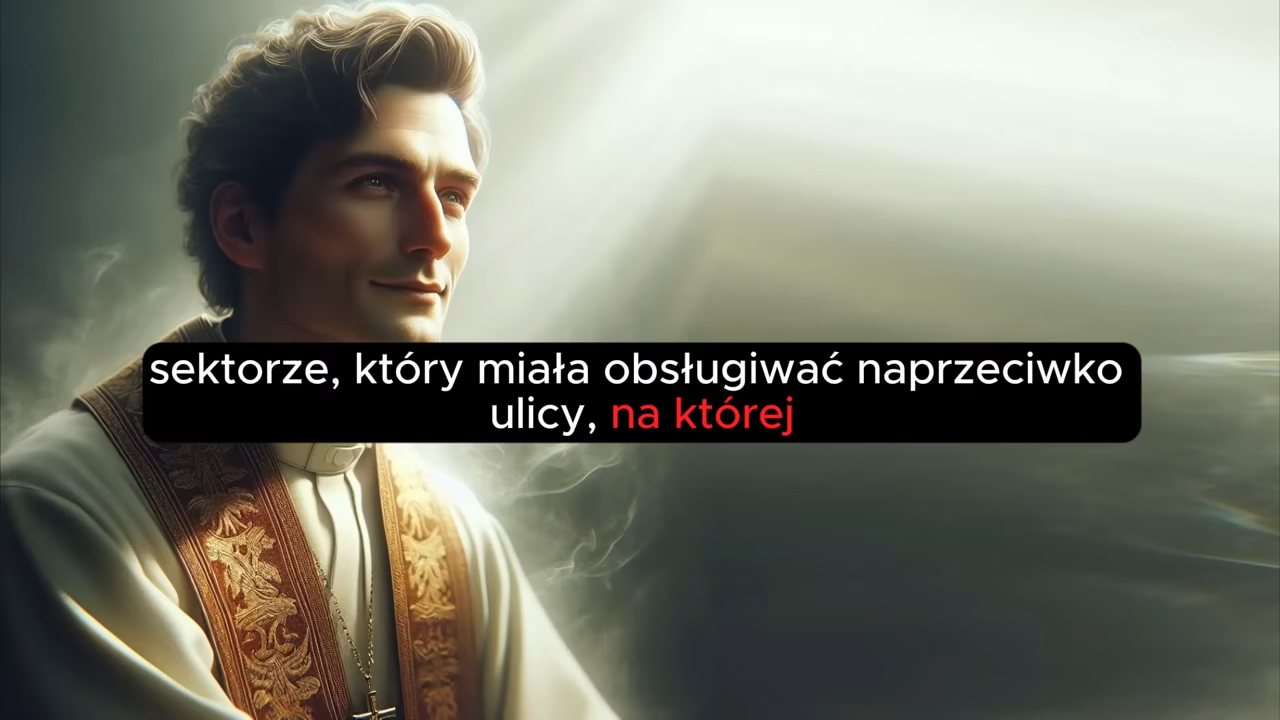 sektorze, który miała obsługiwać naprzeciwko
ulicy, na której